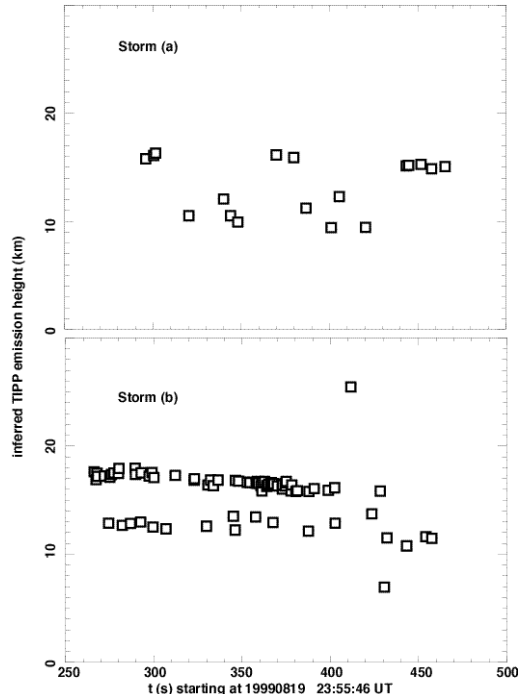 Storm (a)
20
10
0
inferred TIPP emission height (km)
Storm (b)
20
10
0
250 300 350 400 450 500
t (s) starting at 19990819 23:55:46 UT